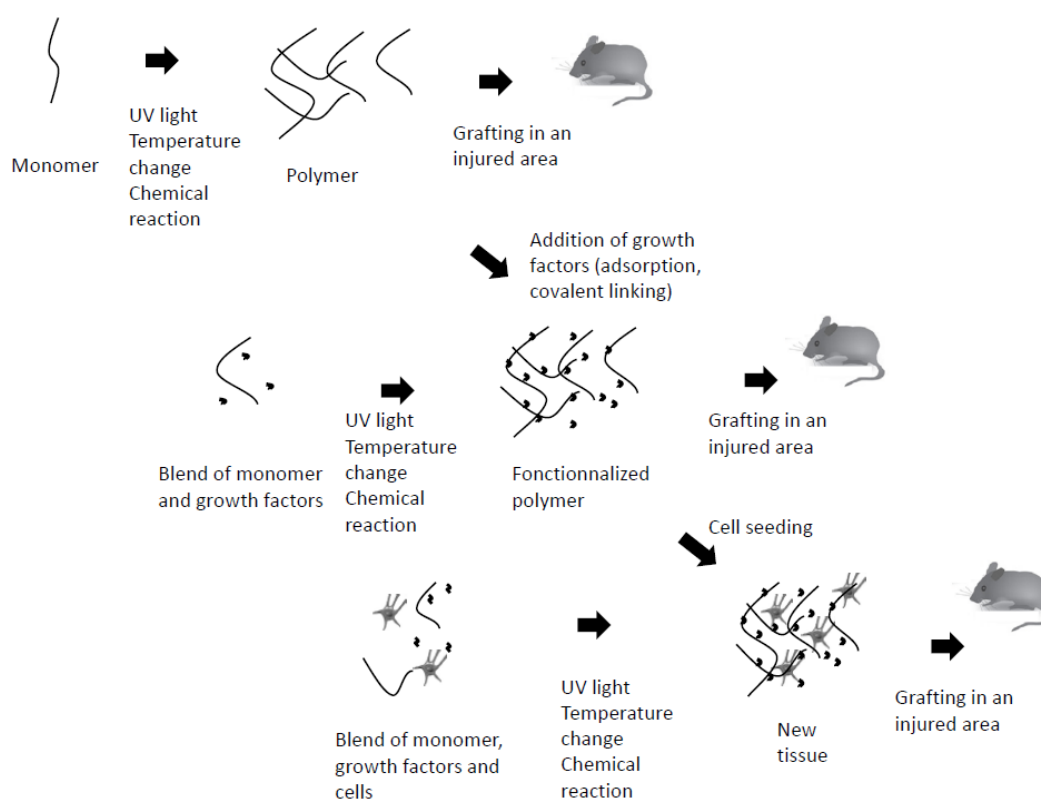 Monomer
UV light
Temperature
change
Chemical
reaction
Polymer
Grafting in an
injured area
Addition of growth
factors (adsorption,
covalent linking)
Blend of monomer
and growth factors
UV light
Temperature
change
Chemical
reaction
Fonctionnalized
polymer
Grafting in an
injured area
Cell seeding
Blend of monomer,
growth factors and
cells
UV light
Temperature
change
Chemical
reaction
New
tissue
Grafting in an
injured area